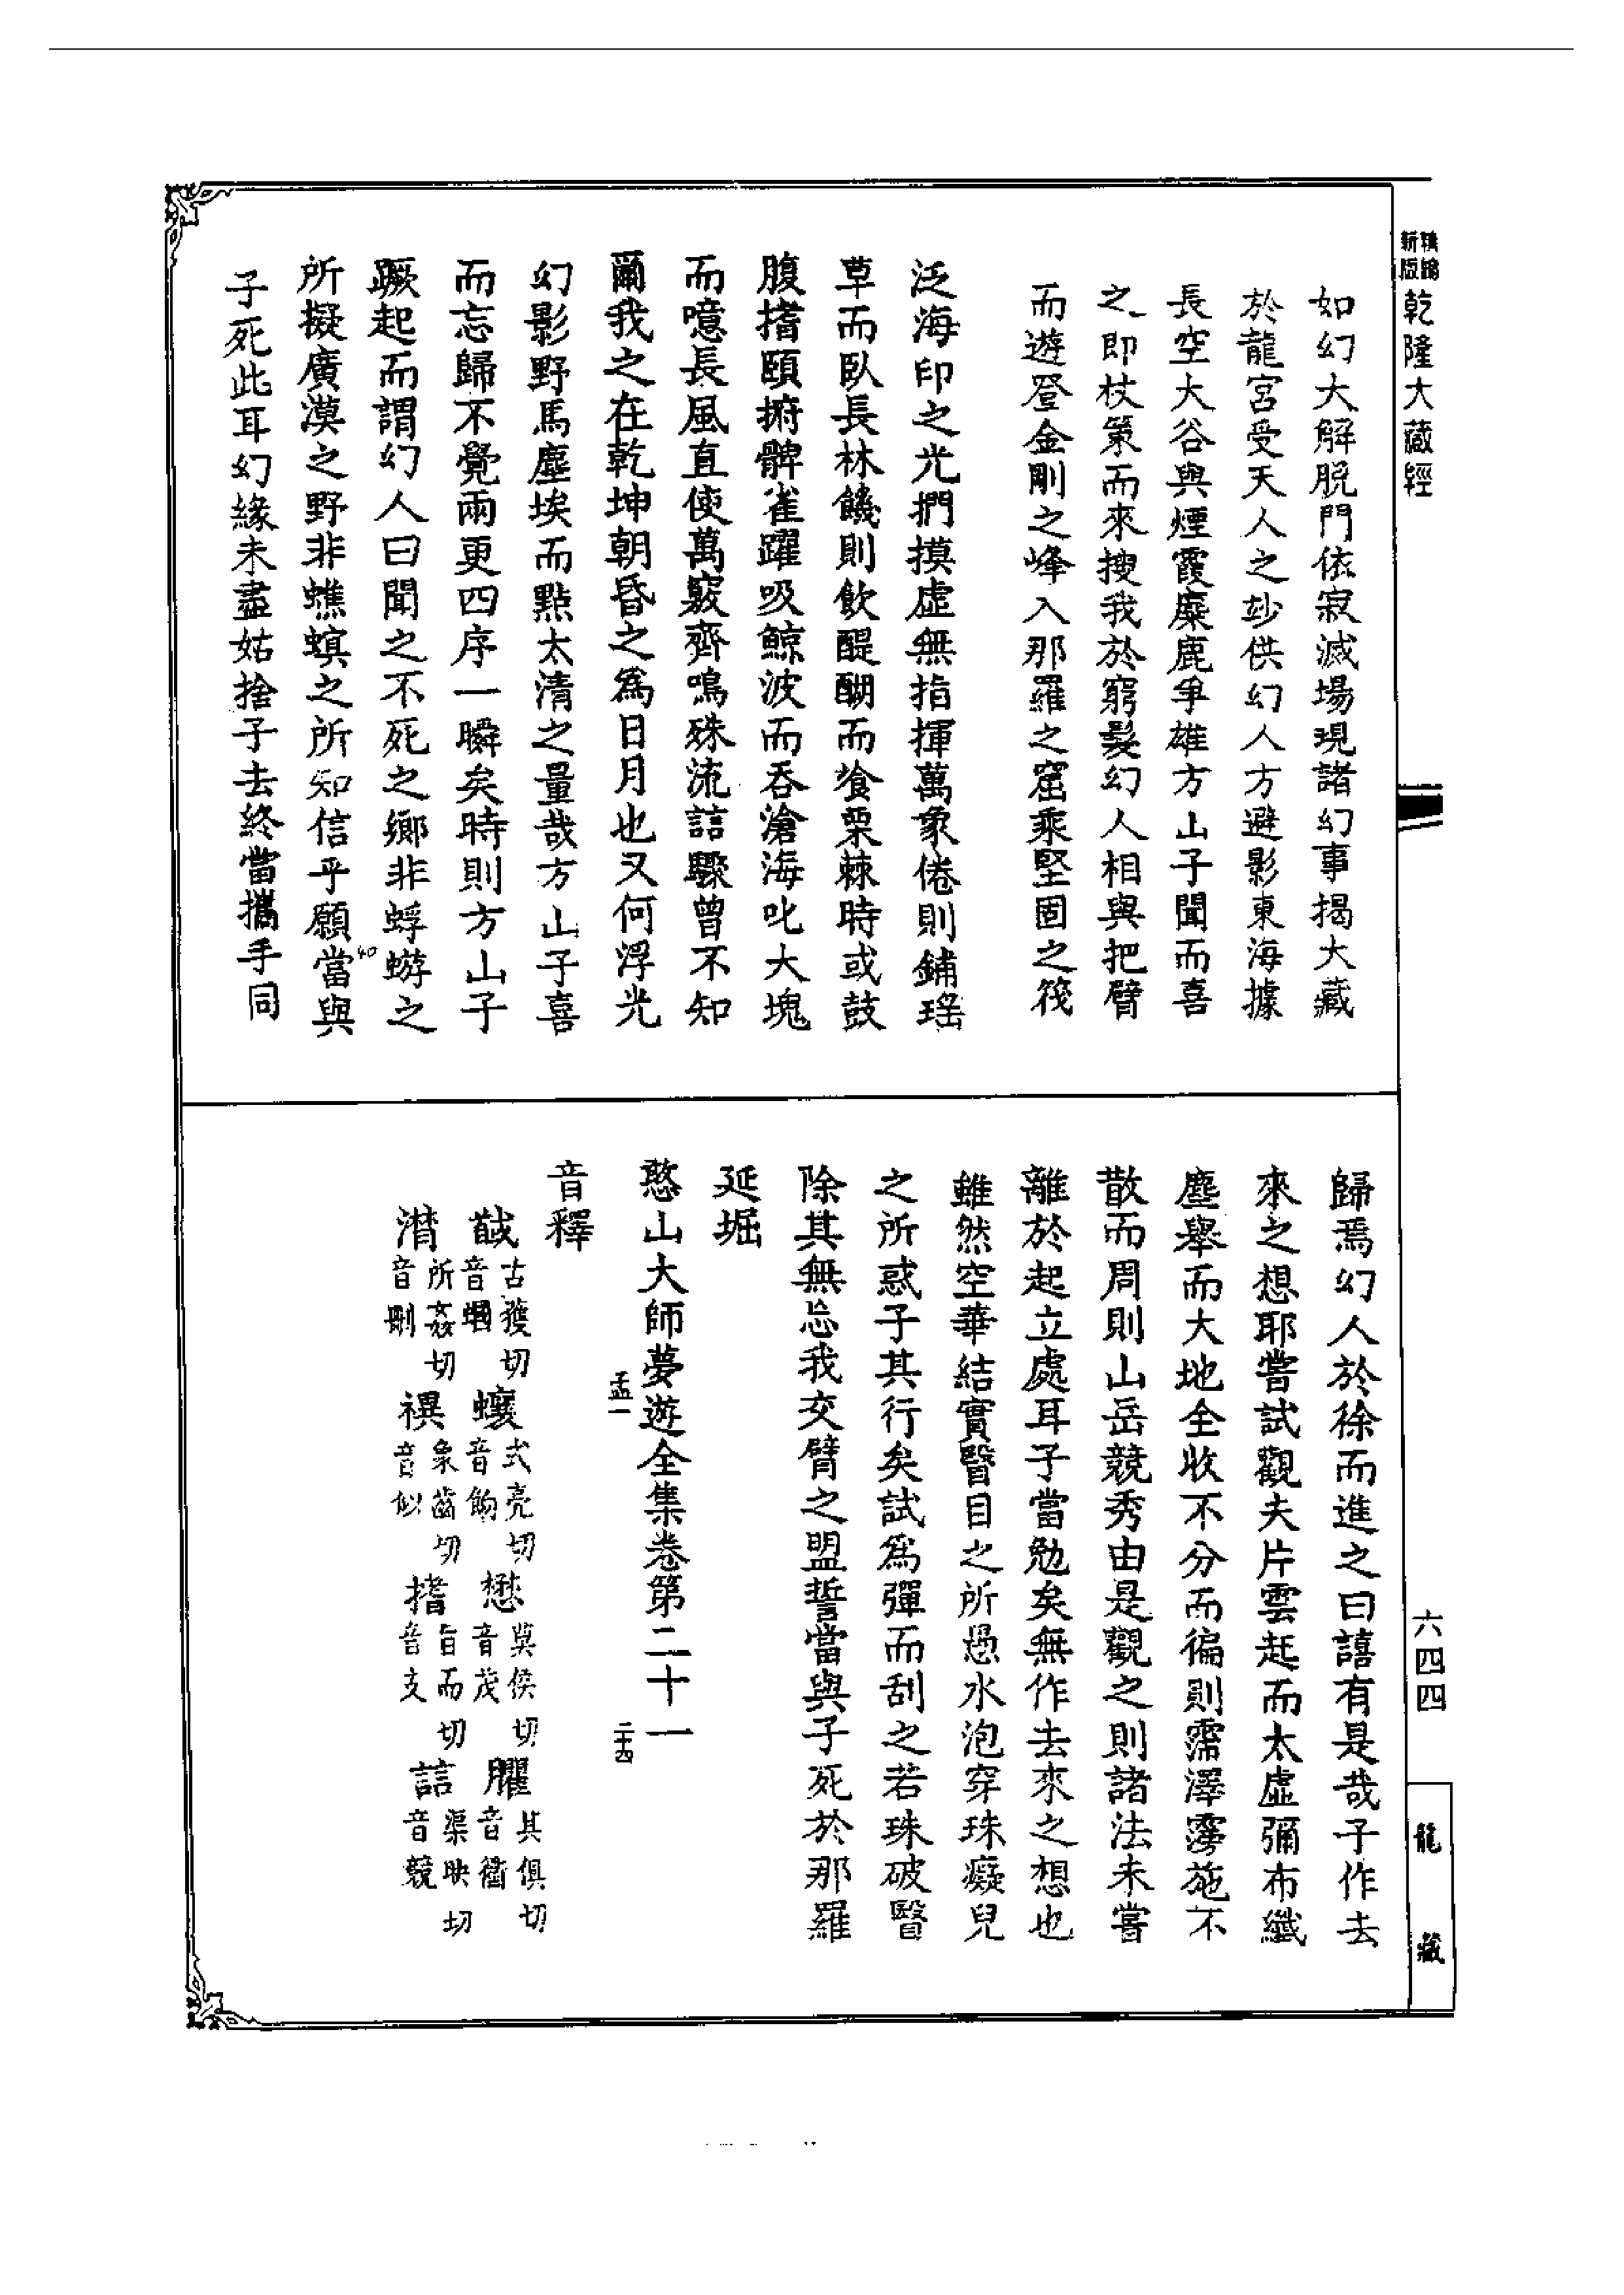 新版精縮乾隆大藏經
如幻大解脫門依寂滅場現諸幻事揭大藏
於龍宮受天人之玅供幻人方避影東海據
長空大谷與煙霞麋鹿爭雄方山子聞而喜
之即杖策而來搜我於窮髮幻人相與把臂
而遊登金剛之峰入那羅之窟乘堅固之筏
泛海印之光捫摸虛無指揮萬象倦則鋪瑤
草而臥長林饑則飲醍醐而飡栗棘時或鼓
腹搘頤拊髀雀躍吸鯨波而吞滄海叱大塊
而噫長風直使萬竅齊鳴殊流誩驟曾不知
爾我之在乾坤朝昏之為日月也又何浮光
幻影野馬塵埃而點太清之量哉方山子喜
而忘歸不覺兩更四序一瞬矣時則方山子
蹶起而謂幻人曰聞之不死之鄉非蜉蝣之
所擬廣漠之野非蟭螟之所知信乎願當與
子死此耳幻緣未盡姑捨子去終當攜手同
歸焉幻人於徐而進之曰譆有是哉子作去
來之想耶嘗試觀夫片雲起而太虛彌布纖
塵舉而大地全收不分而徧則霈澤霶施不
散而周則山岳競秀由是觀之則諸法未嘗
離於起立處耳子當勉矣無作去來之想也
雖然空華結實瞖目之所愚水泡穿珠癡兒
之所惑子其行矣試為彈而刮之若珠破瞖
除其無忘我交臂之盟誓當與子死於那羅
延堀
憨山大師夢遊全集卷第二十一
孟一 二十四
音釋
馘 古獲切音蟈 蠰 式亮切音餉 懋 莫候切音茂 臞 其俱切音衢
潸 所姦切音刪 禩 象齒切音似 搘 旨而切音支 誩 渠映切音競
六四四
龍藏